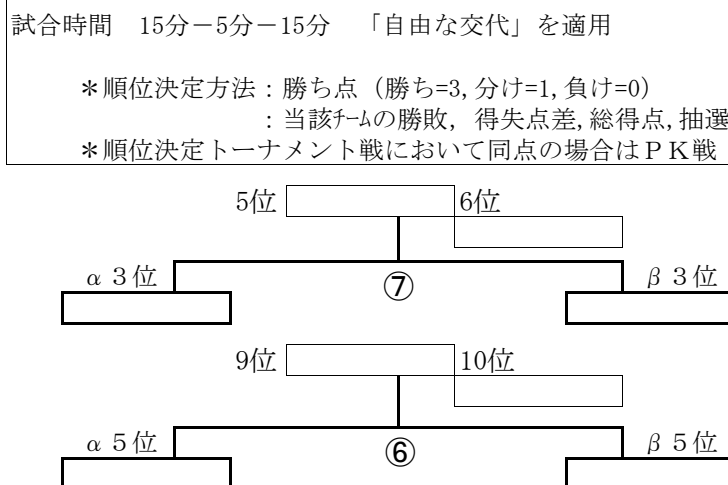 試合時間　15分－5分－15分　「自由な交代」を適用
＊順位決定方法：勝ち点（勝ち=3,分け=1,負け=0）
：当該ﾁｰﾑの勝敗，得失点差,総得点,抽選
＊順位決定トーナメント戦において同点の場合はＰＫ戦
5位　6位
α３位　⑦　β３位
9位　10位
α５位　⑥　β５位